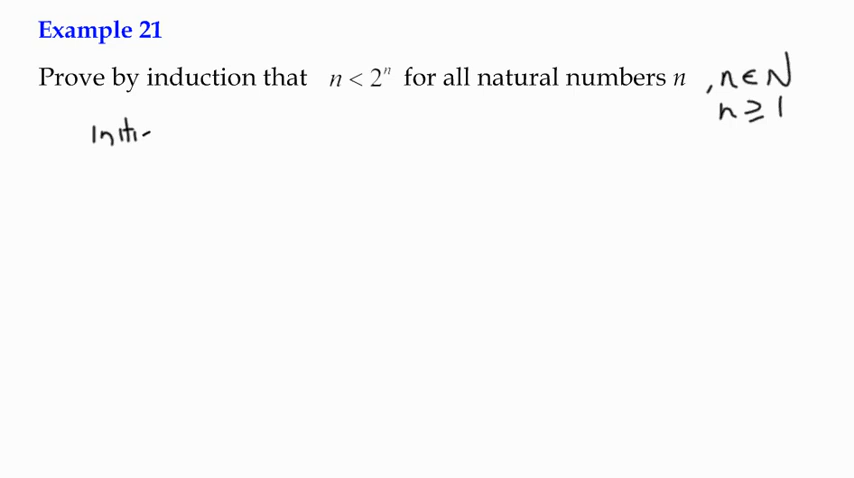 Example 21
Prove by induction that n < 2ⁿ for all natural numbers n , n ∈ N
n ≥ 1
Initi-